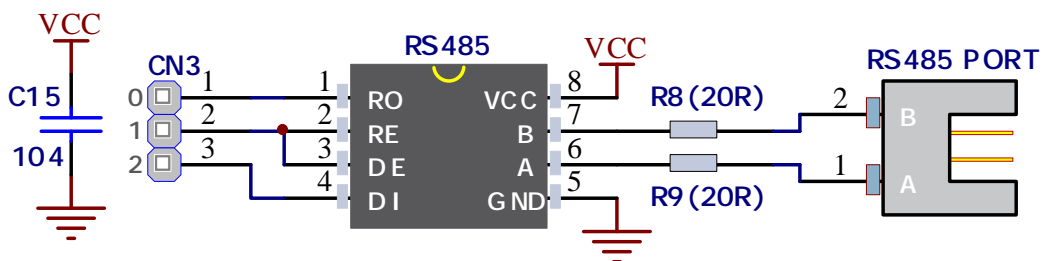 VCC
C15
104
CN3
0 1
1 2
2 3
RS485
1 RO VCC 8
2 RE B 7
3 DE A 6
4 DI GND 5
VCC
R8(20R)
R9(20R)
RS485 PORT
2 B
1 A